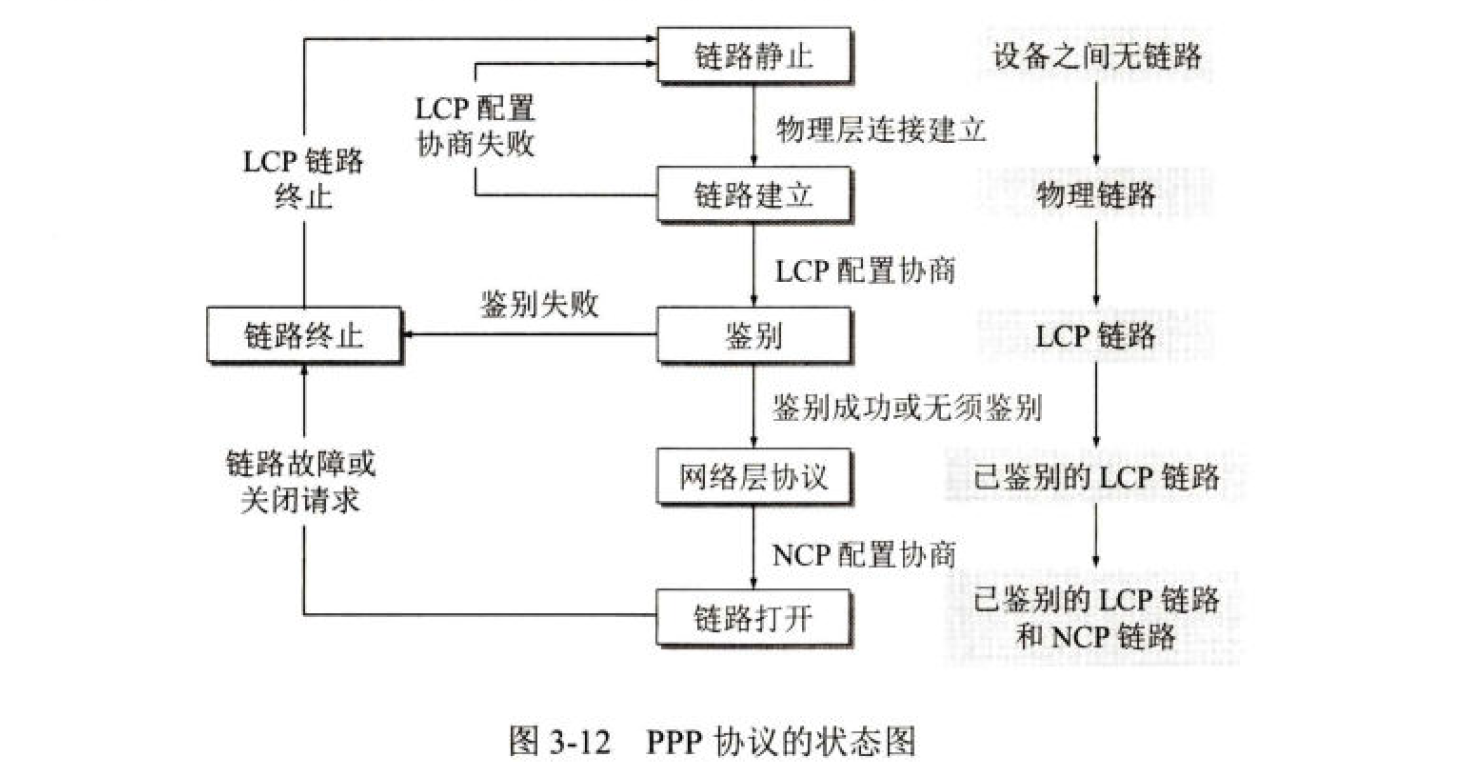 链路静止
设备之间无链路
LCP 配置
协商失败
物理层连接建立
LCP 链路
终止
链路建立
物理链路
LCP 配置协商
鉴别失败
链路终止
鉴别
LCP 链路
鉴别成功或无须鉴别
链路故障或
关闭请求
网络层协议
已鉴别的 LCP 链路
NCP 配置协商
链路打开
已鉴别的 LCP 链路
和 NCP 链路
图 3-12 PPP 协议的状态图